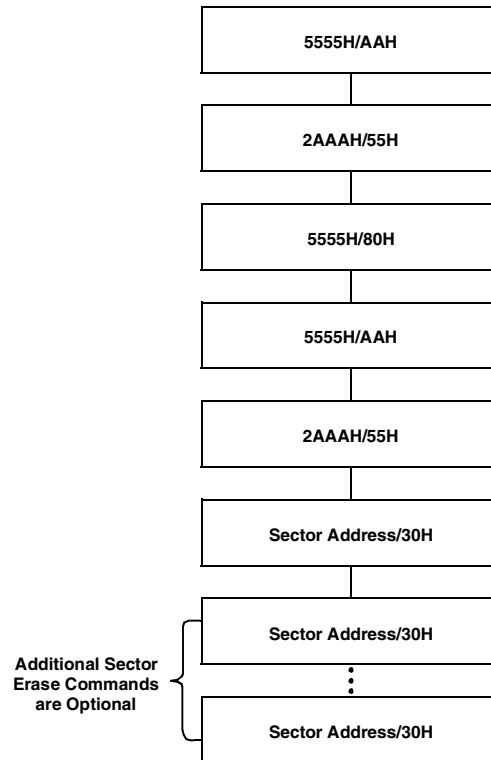 5555H/AAH
2AAAH/55H
5555H/80H
5555H/AAH
2AAAH/55H
Sector Address/30H
Sector Address/30H
Additional Sector
Erase Commands
are Optional
Sector Address/30H